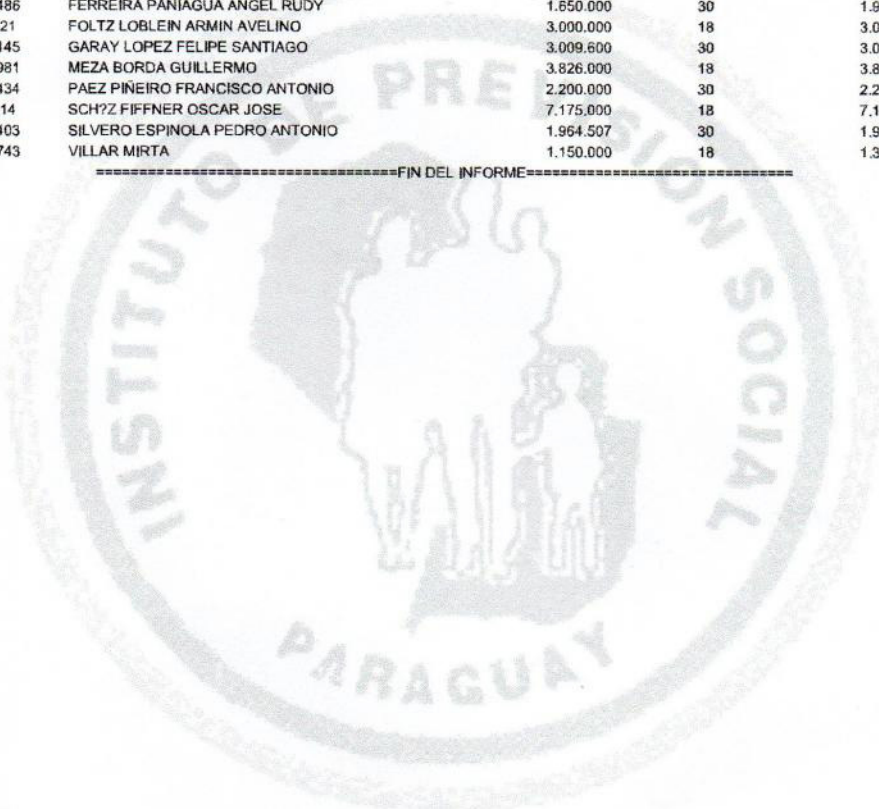 486 FERREIRA PANIAGUA ANGEL RUDY 1.650.000 30 1.9
21 FOLTZ LOBLEIN ARMIN AVELINO 3.000.000 18 3.0
145 GARAY LOPEZ FELIPE SANTIAGO 3.009.600 30 3.0
981 MEZA BORDA GUILLERMO 3.826.000 18 3.8
434 PAEZ PIÑEIRO FRANCISCO ANTONIO 2.200.000 30 2.2
14 SCH?Z FIFFNER OSCAR JOSE 7.175.000 18 7.1
403 SILVERO ESPINOLA PEDRO ANTONIO 1.964.507 30 1.9
743 VILLAR MIRTA 1.150.000 18 1.3
===================================FIN DEL INFORME===============================
INSTITUTO DE PREVISION SOCIAL
PARAGUAY